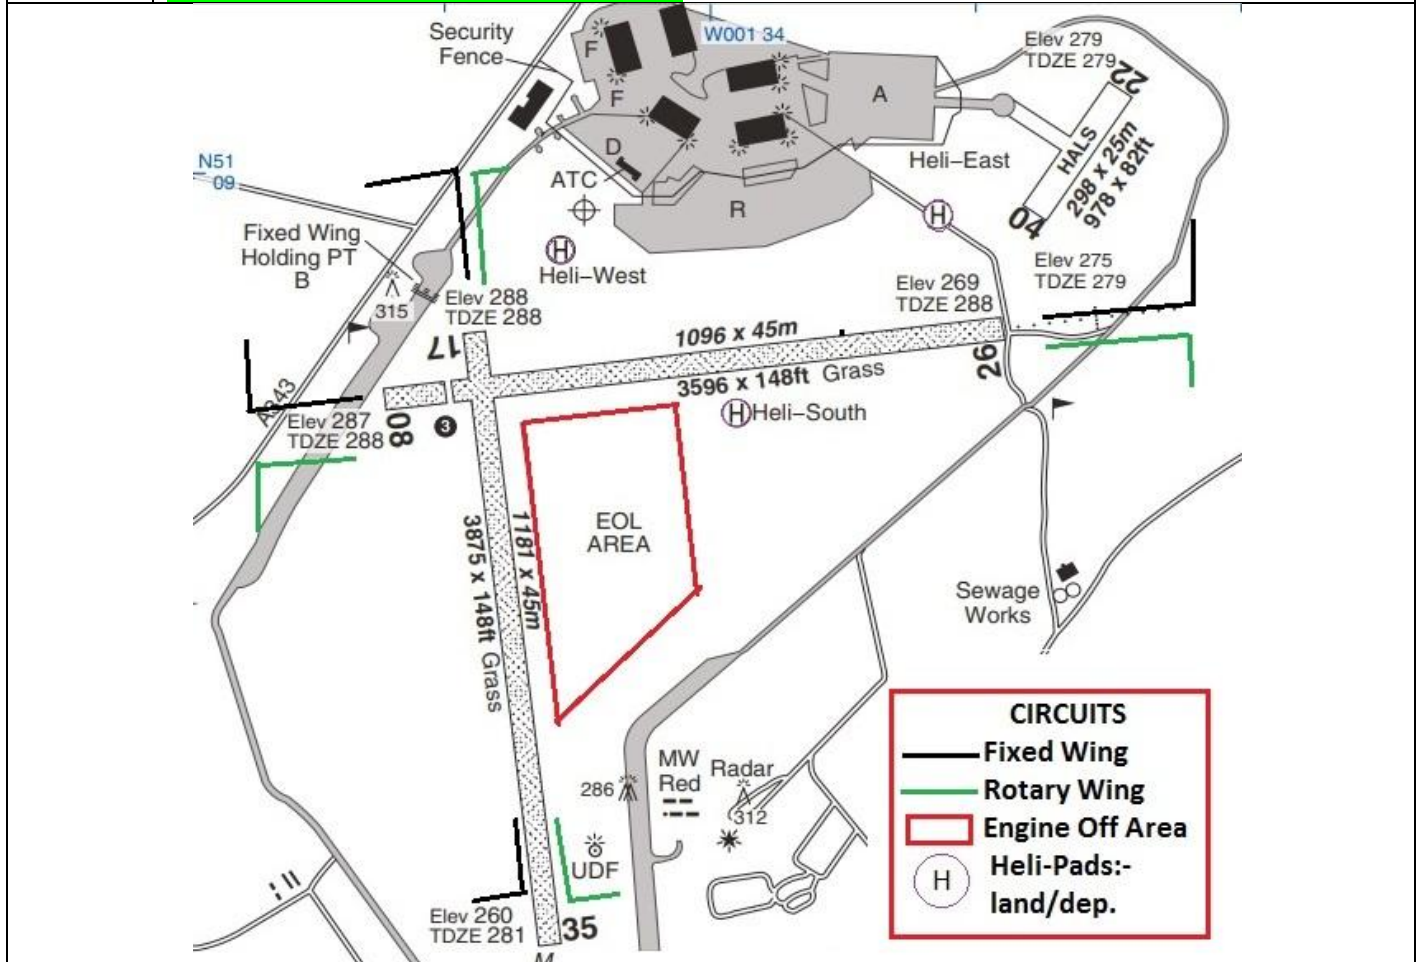 Security
Fence
F
W001 34
Elev 279
TDZE 279
22
F
A
HALS
298 x 25m
978 x 82ft
04
D
ATC
Heli-East
N51
09
R
H
Fixed Wing
Holding PT
B
H
Heli-West
315
Elev 288
TDZE 288
Elev 275
TDZE 279
Elev 269
TDZE 288
17
1096 x 45m
3596 x 148ft Grass
26
A343
Elev 287
TDZE 288
08
3
H Heli-South
EOL
AREA
1181 x 45m
3875 x 148ft Grass
Sewage
Works
286
MW
Red
Radar
312
UDF
Elev 260
TDZE 281
35
M
CIRCUITS
Fixed Wing
Rotary Wing
Engine Off Area
H
Heli-Pads:-
land/dep.